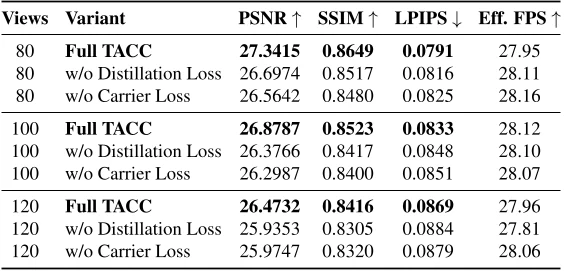 Views Variant PSNR ↑ SSIM ↑ LPIPS ↓ Eff. FPS ↑
80 Full TACC 27.3415 0.8649 0.0791 27.95
80 w/o Distillation Loss 26.6974 0.8517 0.0816 28.11
80 w/o Carrier Loss 26.5642 0.8480 0.0825 28.16
100 Full TACC 26.8787 0.8523 0.0833 28.12
100 w/o Distillation Loss 26.3766 0.8417 0.0848 28.10
100 w/o Carrier Loss 26.2987 0.8400 0.0851 28.07
120 Full TACC 26.4732 0.8416 0.0869 27.96
120 w/o Distillation Loss 25.9353 0.8305 0.0884 27.81
120 w/o Carrier Loss 25.9747 0.8320 0.0879 28.06